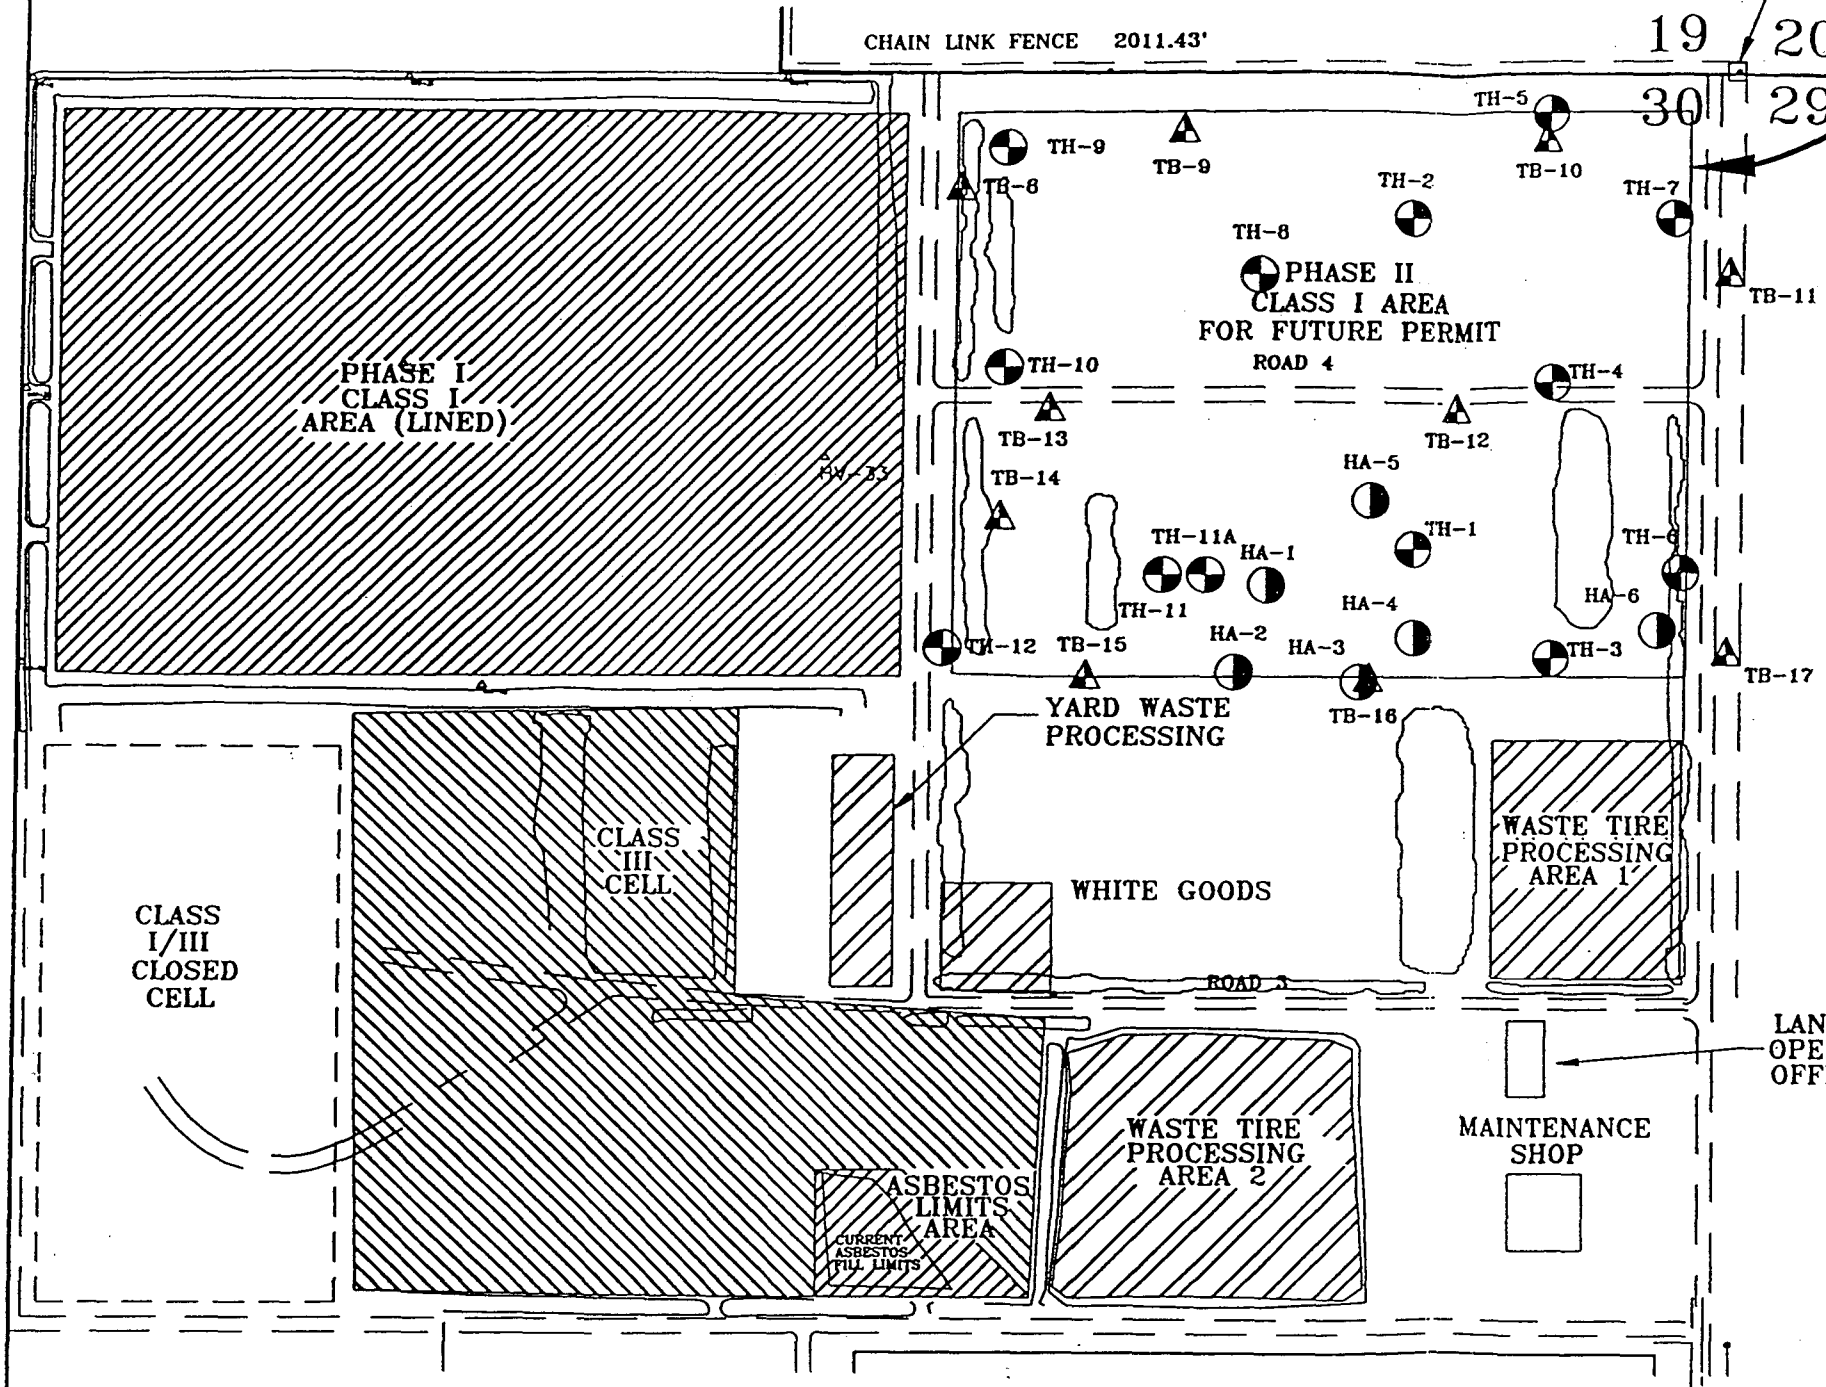 CHAIN LINK FENCE 2011.43'
19
20
30
29
TH-5
TH-9
TB-9
TB-10
TB-8
TH-2
TH-7
TH-8
PHASE II
CLASS I AREA
FOR FUTURE PERMIT
TB-11
ROAD 4
TH-10
TH-4
PHASE I
CLASS I
AREA (LINED)
TB-13
TB-12
TB-14
HA-5
TH-11A
HA-1
TH-1
TH-6
TH-11
HA-4
HA-6
TH-12
TB-15
HA-2
HA-3
TH-3
TB-17
TB-16
YARD WASTE
PROCESSING
CLASS
III
CELL
WASTE TIRE
PROCESSING
AREA 1
WHITE GOODS
CLASS
I/III
CLOSED
CELL
ROAD 3
LAN
OPE
OFF
WASTE TIRE
PROCESSING
AREA 2
MAINTENANCE
SHOP
ASBESTOS
LIMITS
AREA
CURRENT
ASBESTOS
FILL LIMITS